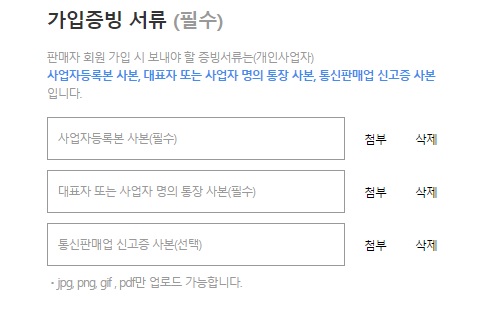 가입증빙 서류 (필수)
판매자 회원 가입 시 보내야 할 증빙서류는(개인사업자)
사업자등록본 사본, 대표자 또는 사업자 명의 통장 사본, 통신판매업 신고증 사본
입니다.
사업자등록본 사본(필수) 첨부 삭제
대표자 또는 사업자 명의 통장 사본(필수) 첨부 삭제
통신판매업 신고증 사본(선택) 첨부 삭제
• jpg, png, gif , pdf만 업로드 가능합니다.